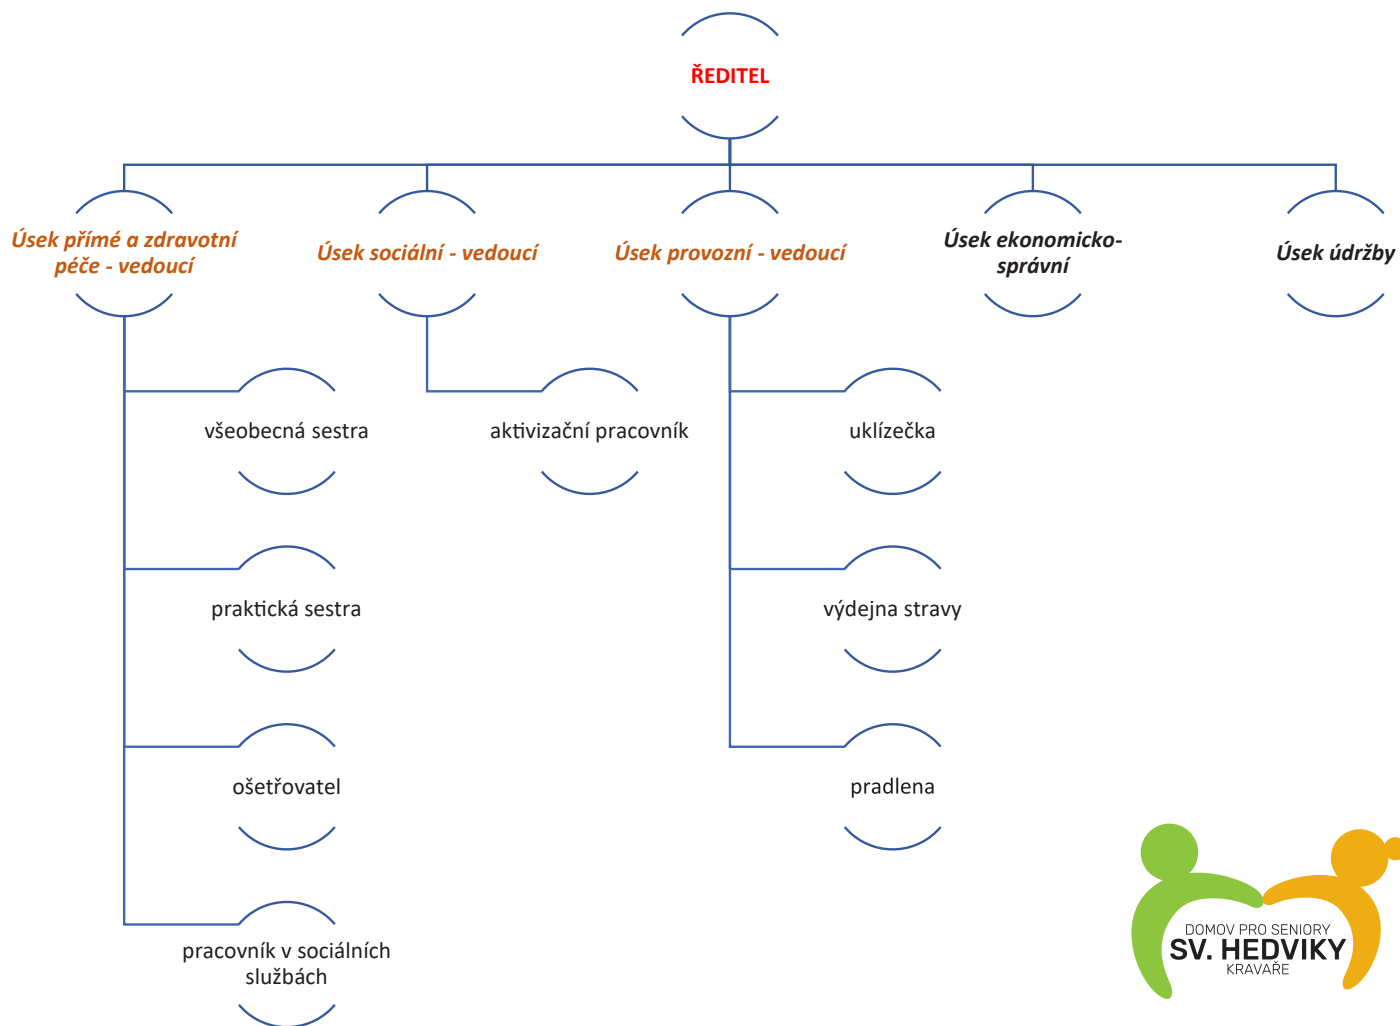 ŘEDITEL
Úsek přímé a zdravotní
péče - vedoucí
Úsek sociální - vedoucí
Úsek provozní - vedoucí
Úsek ekonomicko-
správní
Úsek údržby
všeobecná sestra
aktivizační pracovník
uklízečka
praktická sestra
výdejna stravy
ošetřovatel
pradlena
pracovník v sociálních
službách
DOMOV PRO SENIORY
SV. HEDVIKY
KRAVAŘE